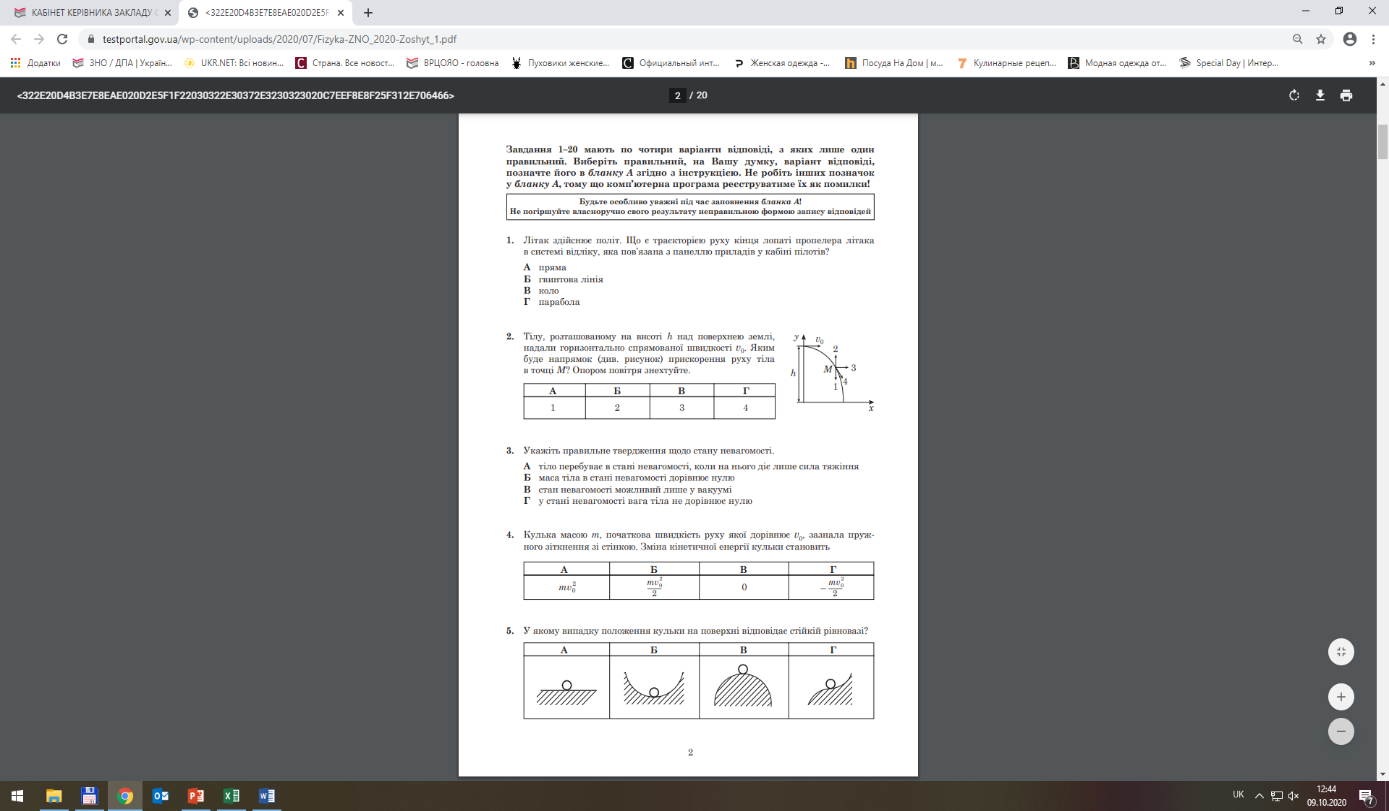 КАБІНЕТ КЕРІВНИКА ЗАКЛАДУ
<322E20D4B3E7E8EAE020D2E5F
testportal.gov.ua/wp-content/uploads/2020/07/Fizyka-ZNO_2020-Zoshyt_1.pdf
Додатки ЗНО / ДПА | Україн... UKR.NET: Всі новин... Страна. Все новост... ВРЦОЯО - головна Пуховики женские... Официальный инт... Женская одежда -... Посуда На Дом | м... Кулинарные рецеп... Модная одежда от... Special Day | Интер... »
<322E20D4B3E7E8EAE020D2E5F1F22030322E30372E3230323020C7EEF8E8F25F312E706466>
2 / 20
Завдання 1–20 мають по чотири варіанти відповіді, з яких лише один
правильний. Виберіть правильний, на Вашу думку, варіант відповіді,
позначте його в бланку А згідно з інструкцією. Не робіть інших позначок
у бланку А, тому що комп'ютерна програма реєструватиме їх як помилки!
Будьте особливо уважні під час заповнення бланка А!
Не погіршуйте власноручно свого результату неправильною формою запису відповідей
1. Літак здійснює політ. Що є траєкторією руху кінця лопаті пропелера літака
в системі відліку, яка пов'язана з панеллю приладів у кабіні пілотів?
А пряма
Б гвинтова лінія
В коло
Г парабола
2. Тілу, розташованому на висоті h над поверхнею землі,
надали горизонтально спрямованої швидкості v₀. Яким
буде напрямок (див. рисунок) прискорення руху тіла
в точці М? Опором повітря знехтуйте.
А Б В Г
1 2 3 4
y v₀
2
h M 3
1 4
x
3. Укажіть правильне твердження щодо стану невагомості.
А тіло перебуває в стані невагомості, коли на нього діє лише сила тяжіння
Б маса тіла в стані невагомості дорівнює нулю
В стан невагомості можливий лише у вакуумі
Г у стані невагомості вага тіла не дорівнює нулю
4. Кулька масою m, початкова швидкість руху якої дорівнює v₀, зазнала пруж-
ного зіткнення зі стінкою. Зміна кінетичної енергії кульки становить
А Б В Г
mv₀² mv₀²/2 0 –mv₀²/2
5. У якому випадку положення кульки на поверхні відповідає стійкій рівновазі?
А Б В Г
2
UK
12:44
09.10.2020
7